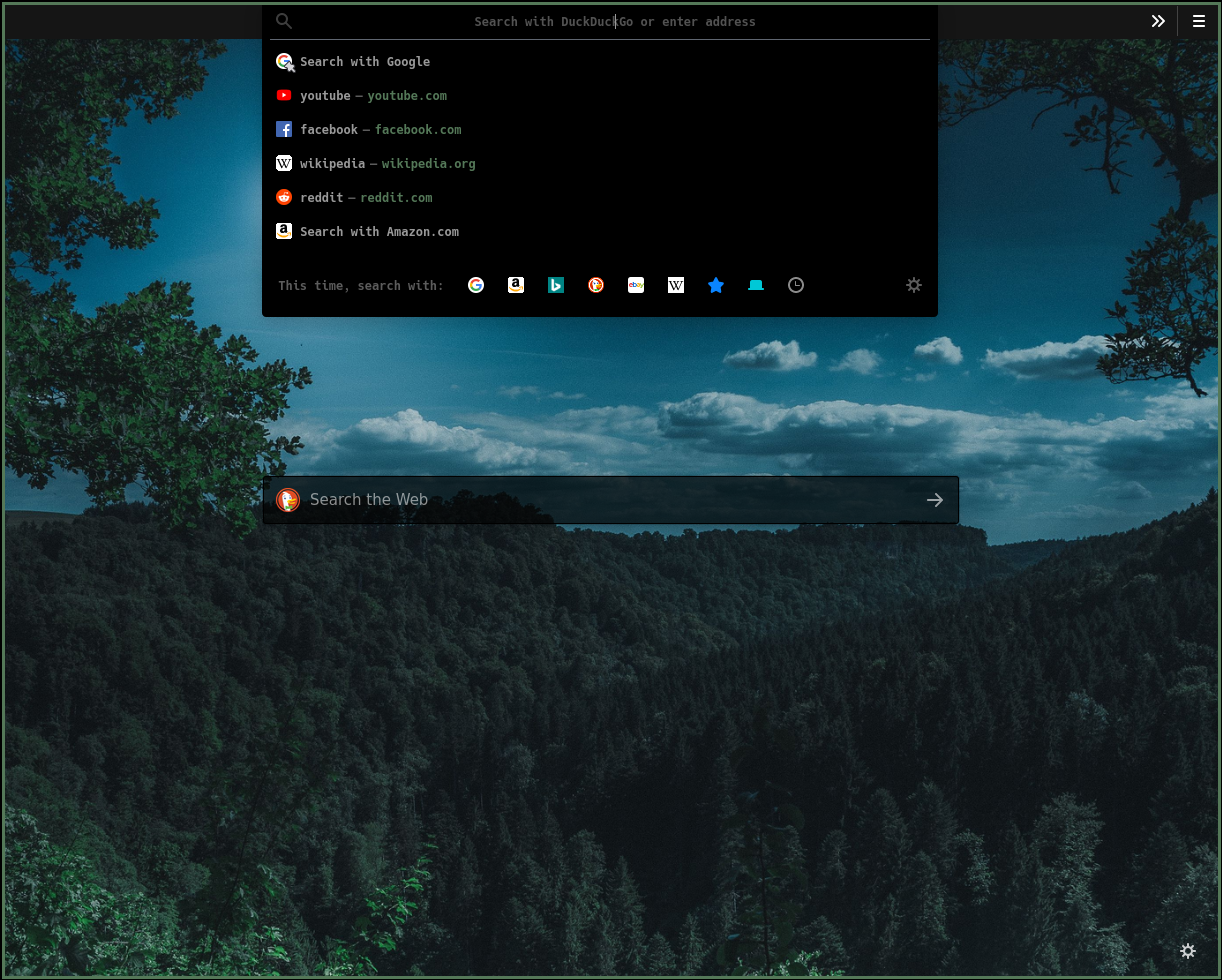 Search with DuckDuckGo or enter address
Search with Google
youtube — youtube.com
facebook — facebook.com
wikipedia — wikipedia.org
reddit — reddit.com
Search with Amazon.com
This time, search with:
ebay
Search the Web